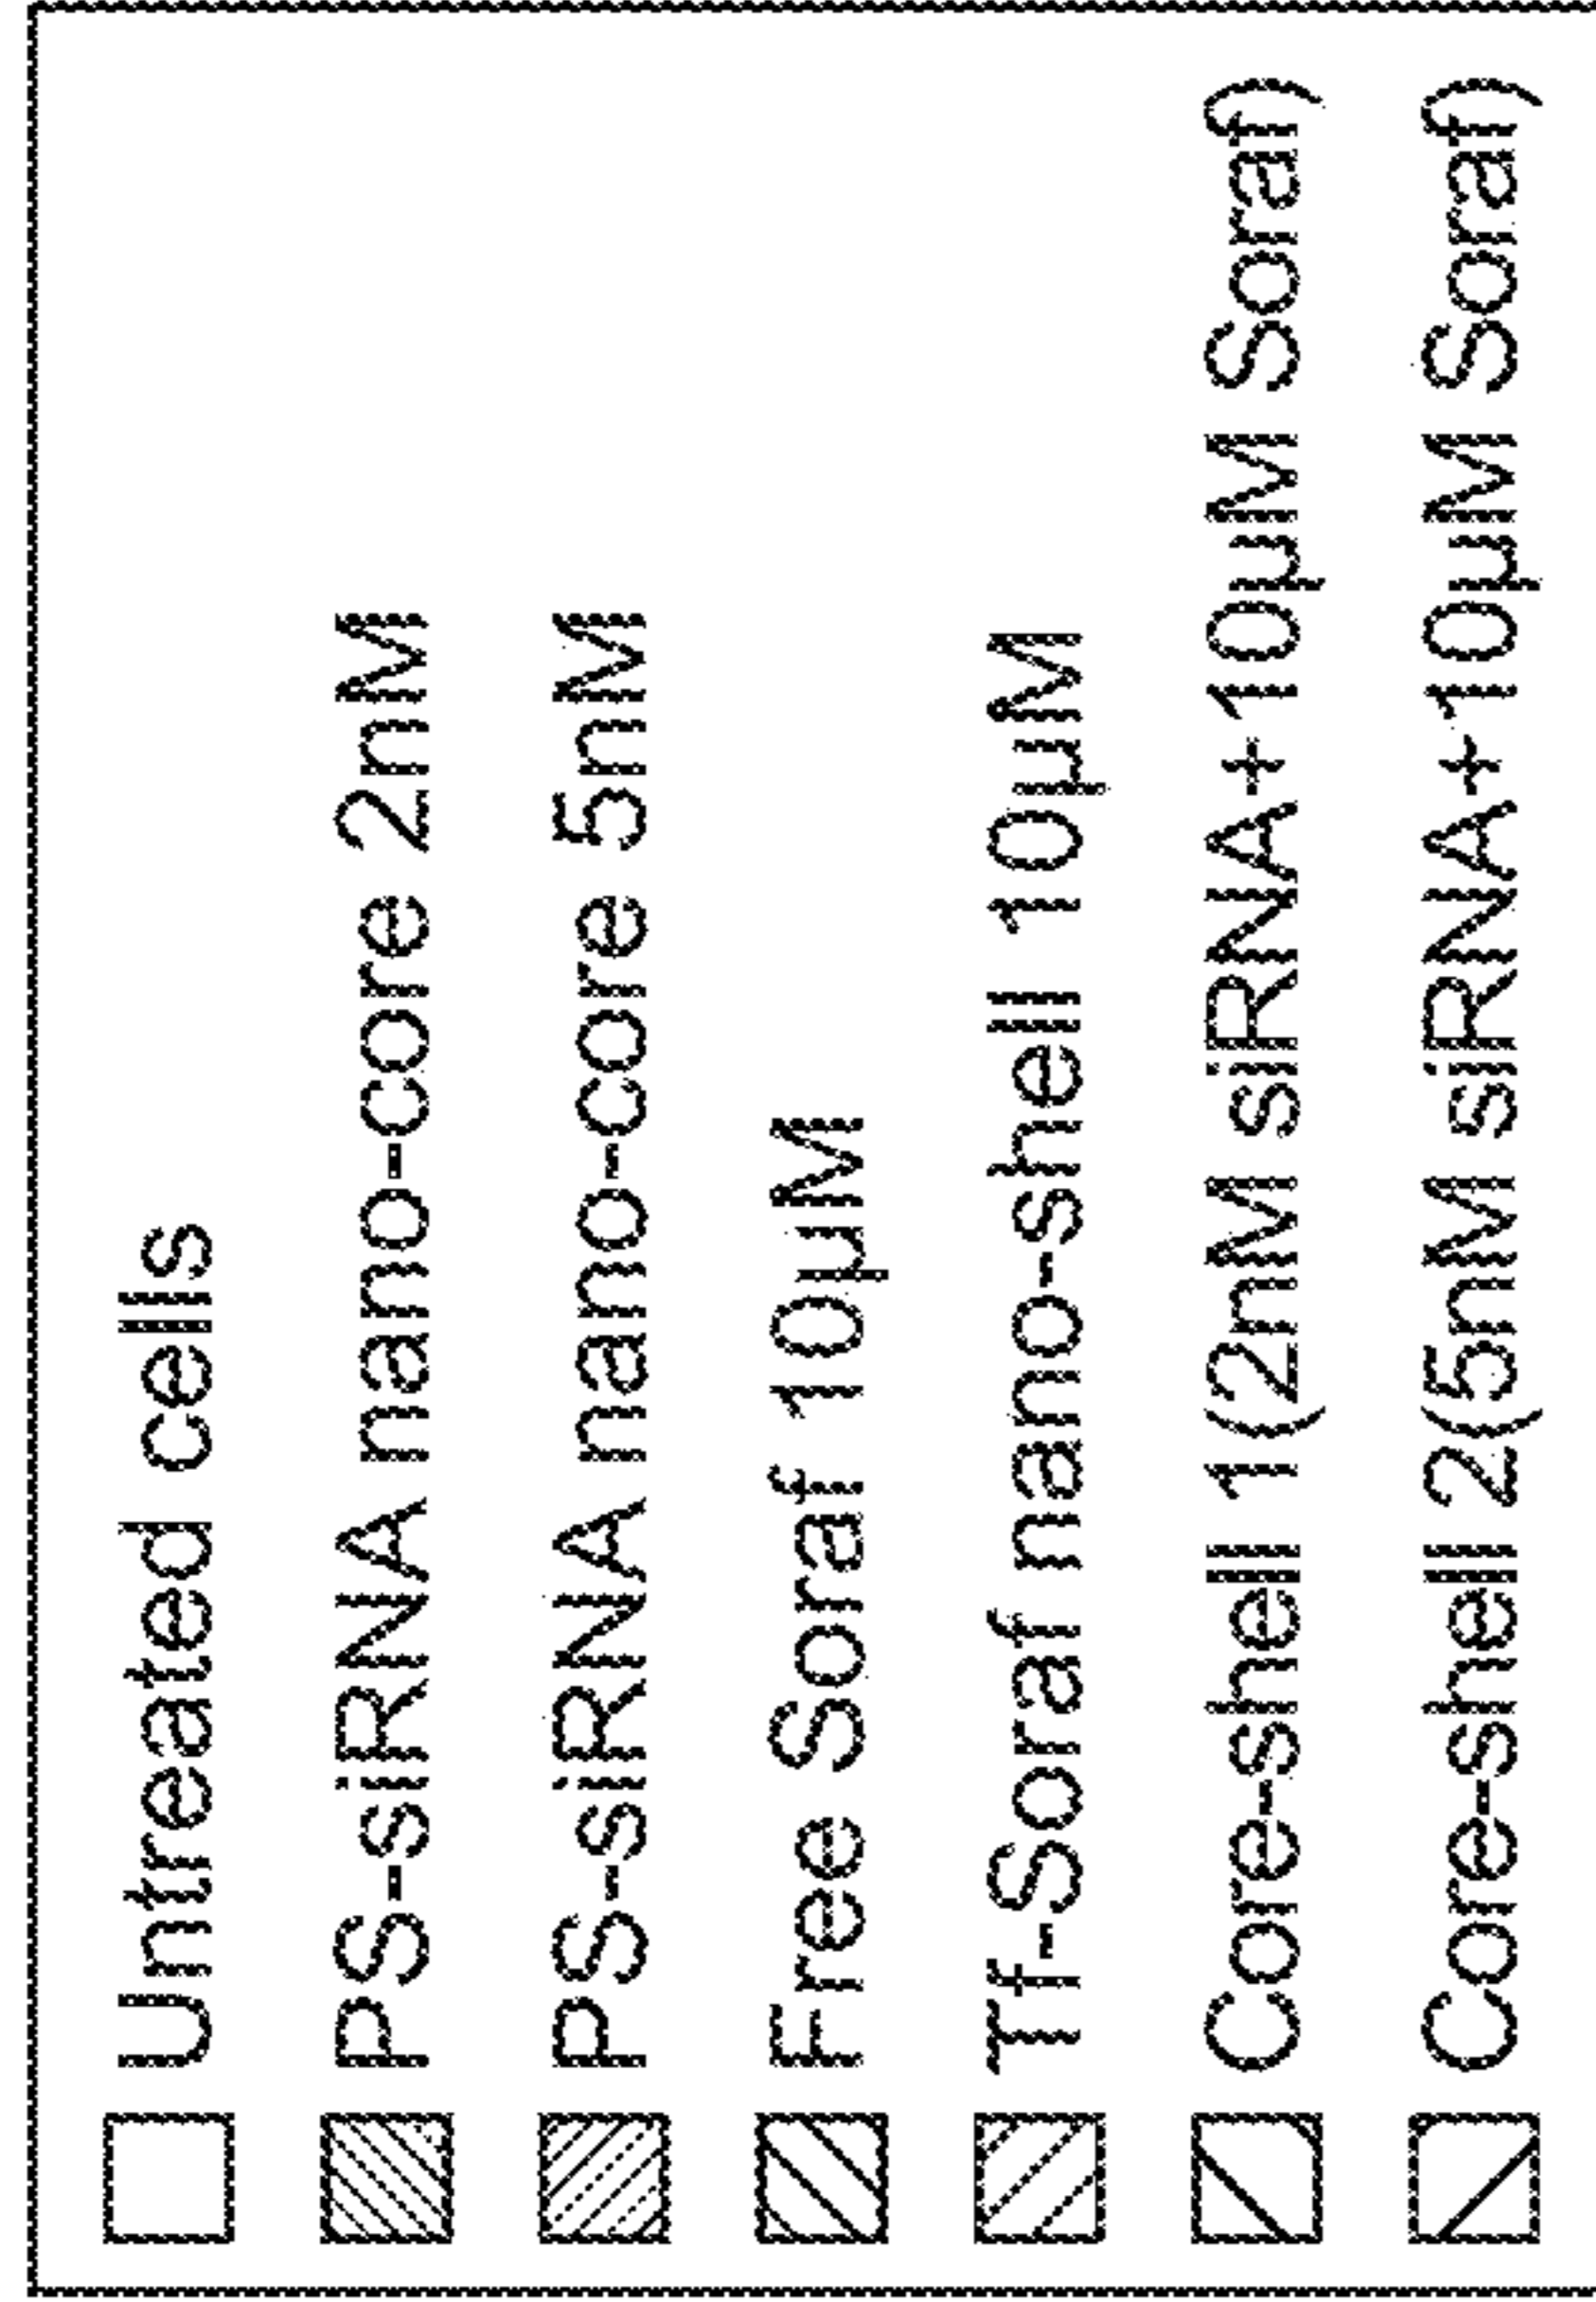 Untreated cells
PS-siRNA nano-core 2nM
PS-siRNA nano-core 5nM
Free Soraf 10µM
Tf-Soraf nano-shell 10µM
Core-shell 1(2nM siRNA+10µM Soraf)
Core-shell 2(5nM siRNA+10µM Soraf)